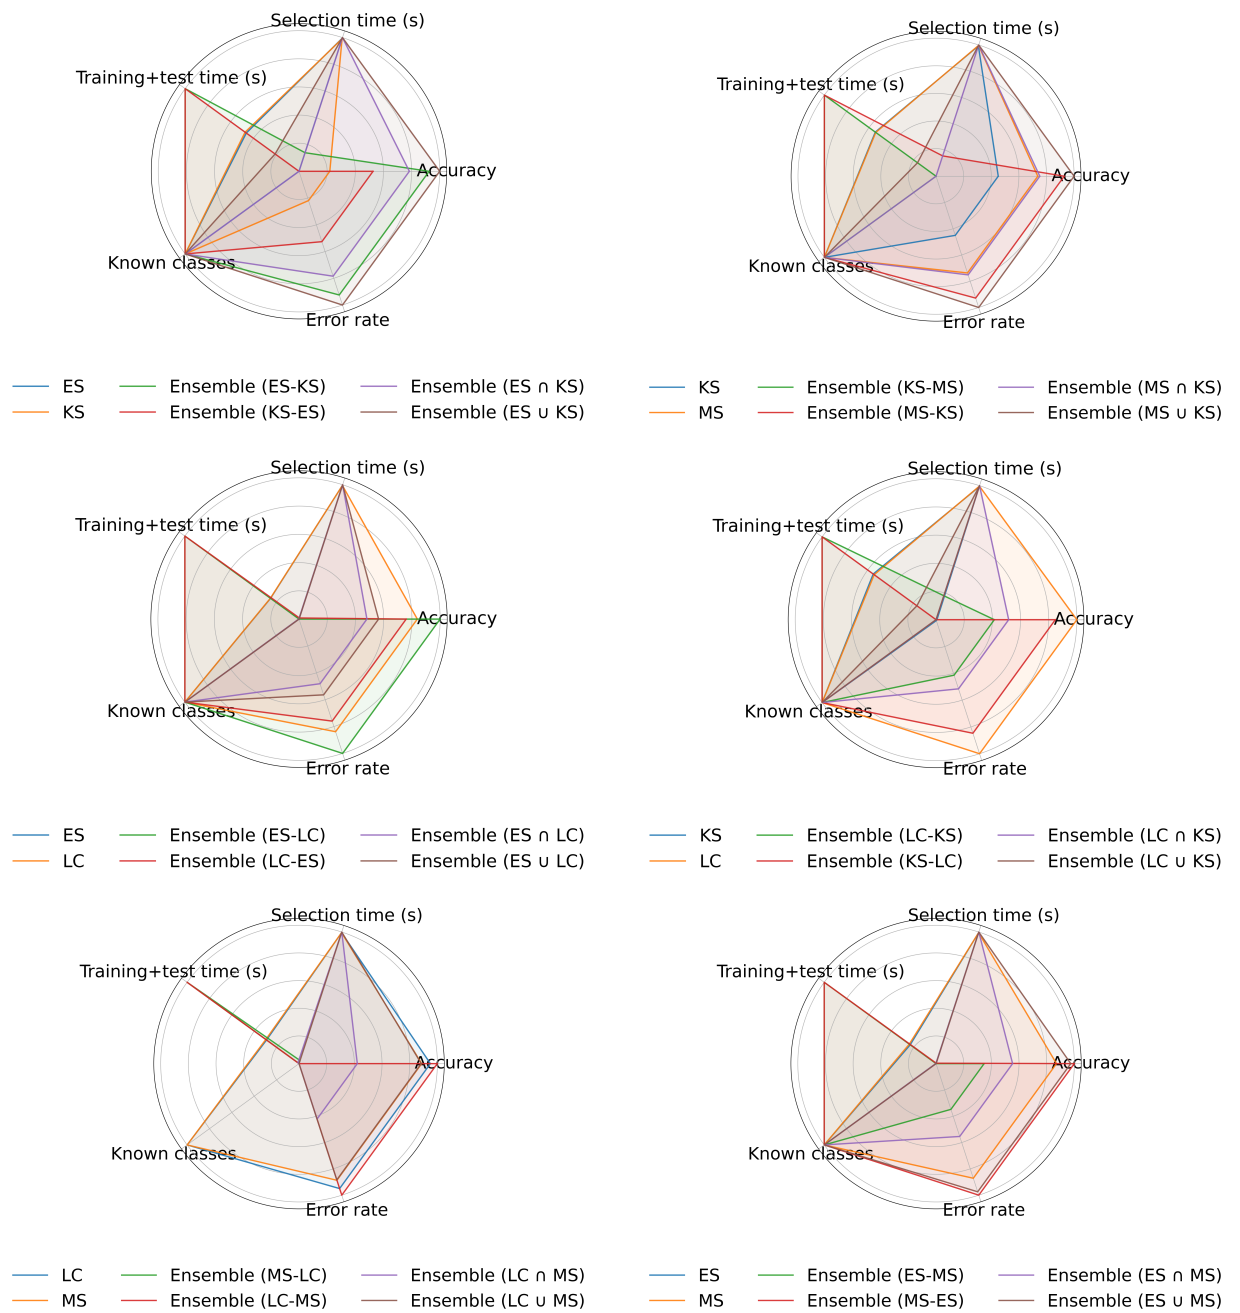 Selection time (s)
Training+test time (s)
Accuracy
Known classes
Error rate
ES
Ensemble (ES-KS)
Ensemble (ES ∩ KS)
KS
Ensemble (KS-ES)
Ensemble (ES ∪ KS)
Selection time (s)
Training+test time (s)
Accuracy
Known classes
Error rate
KS
Ensemble (KS-MS)
Ensemble (MS ∩ KS)
MS
Ensemble (MS-KS)
Ensemble (MS ∪ KS)
Selection time (s)
Training+test time (s)
Accuracy
Known classes
Error rate
ES
Ensemble (ES-LC)
Ensemble (ES ∩ LC)
LC
Ensemble (LC-ES)
Ensemble (ES ∪ LC)
Selection time (s)
Training+test time (s)
Accuracy
Known classes
Error rate
KS
Ensemble (LC-KS)
Ensemble (LC ∩ KS)
LC
Ensemble (KS-LC)
Ensemble (LC ∪ KS)
Selection time (s)
Training+test time (s)
Accuracy
Known classes
Error rate
LC
Ensemble (MS-LC)
Ensemble (LC ∩ MS)
MS
Ensemble (LC-MS)
Ensemble (LC ∪ MS)
Selection time (s)
Training+test time (s)
Accuracy
Known classes
Error rate
ES
Ensemble (ES-MS)
Ensemble (ES ∩ MS)
MS
Ensemble (MS-ES)
Ensemble (ES ∪ MS)